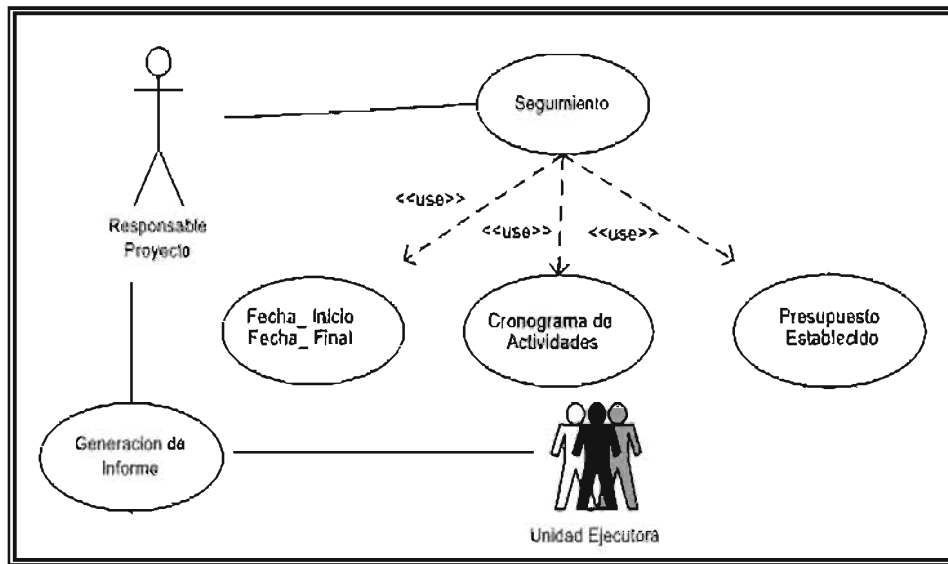 Seguimiento
<<use>>
<<use>>
<<use>>
Responsable
Proyecto
Fecha_ Inicio
Fecha_ Final
Cronograma de
Actividades
Presupuesto
Establecido
Generacion de
Informe
Unidad Ejecutora